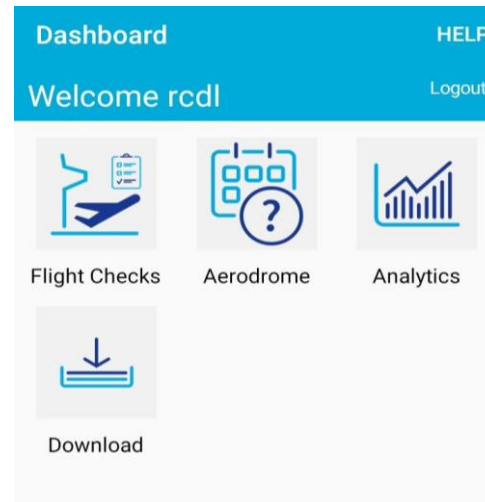 Dashboard HELP
Welcome rcdl Logout
?
Flight Checks Aerodrome Analytics
Download